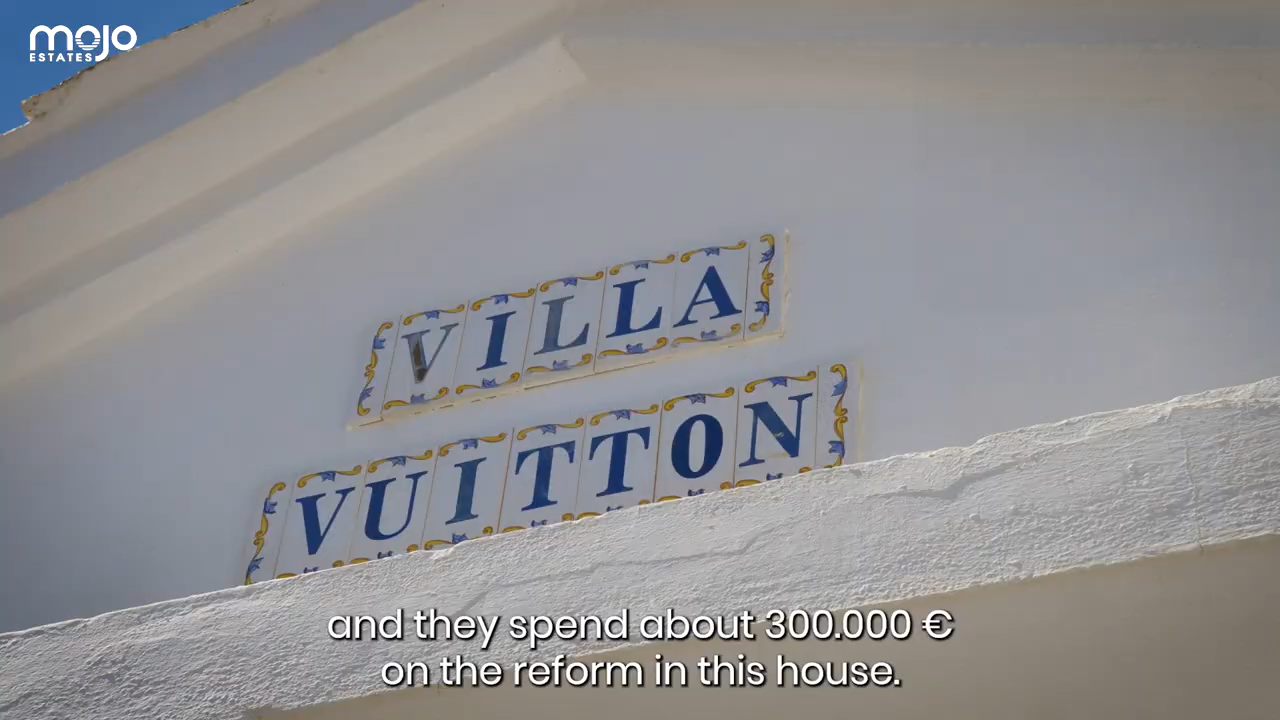 mojo
ESTATES
VILLA
VUITTON
and they spend about 300.000 €
on the reform in this house.